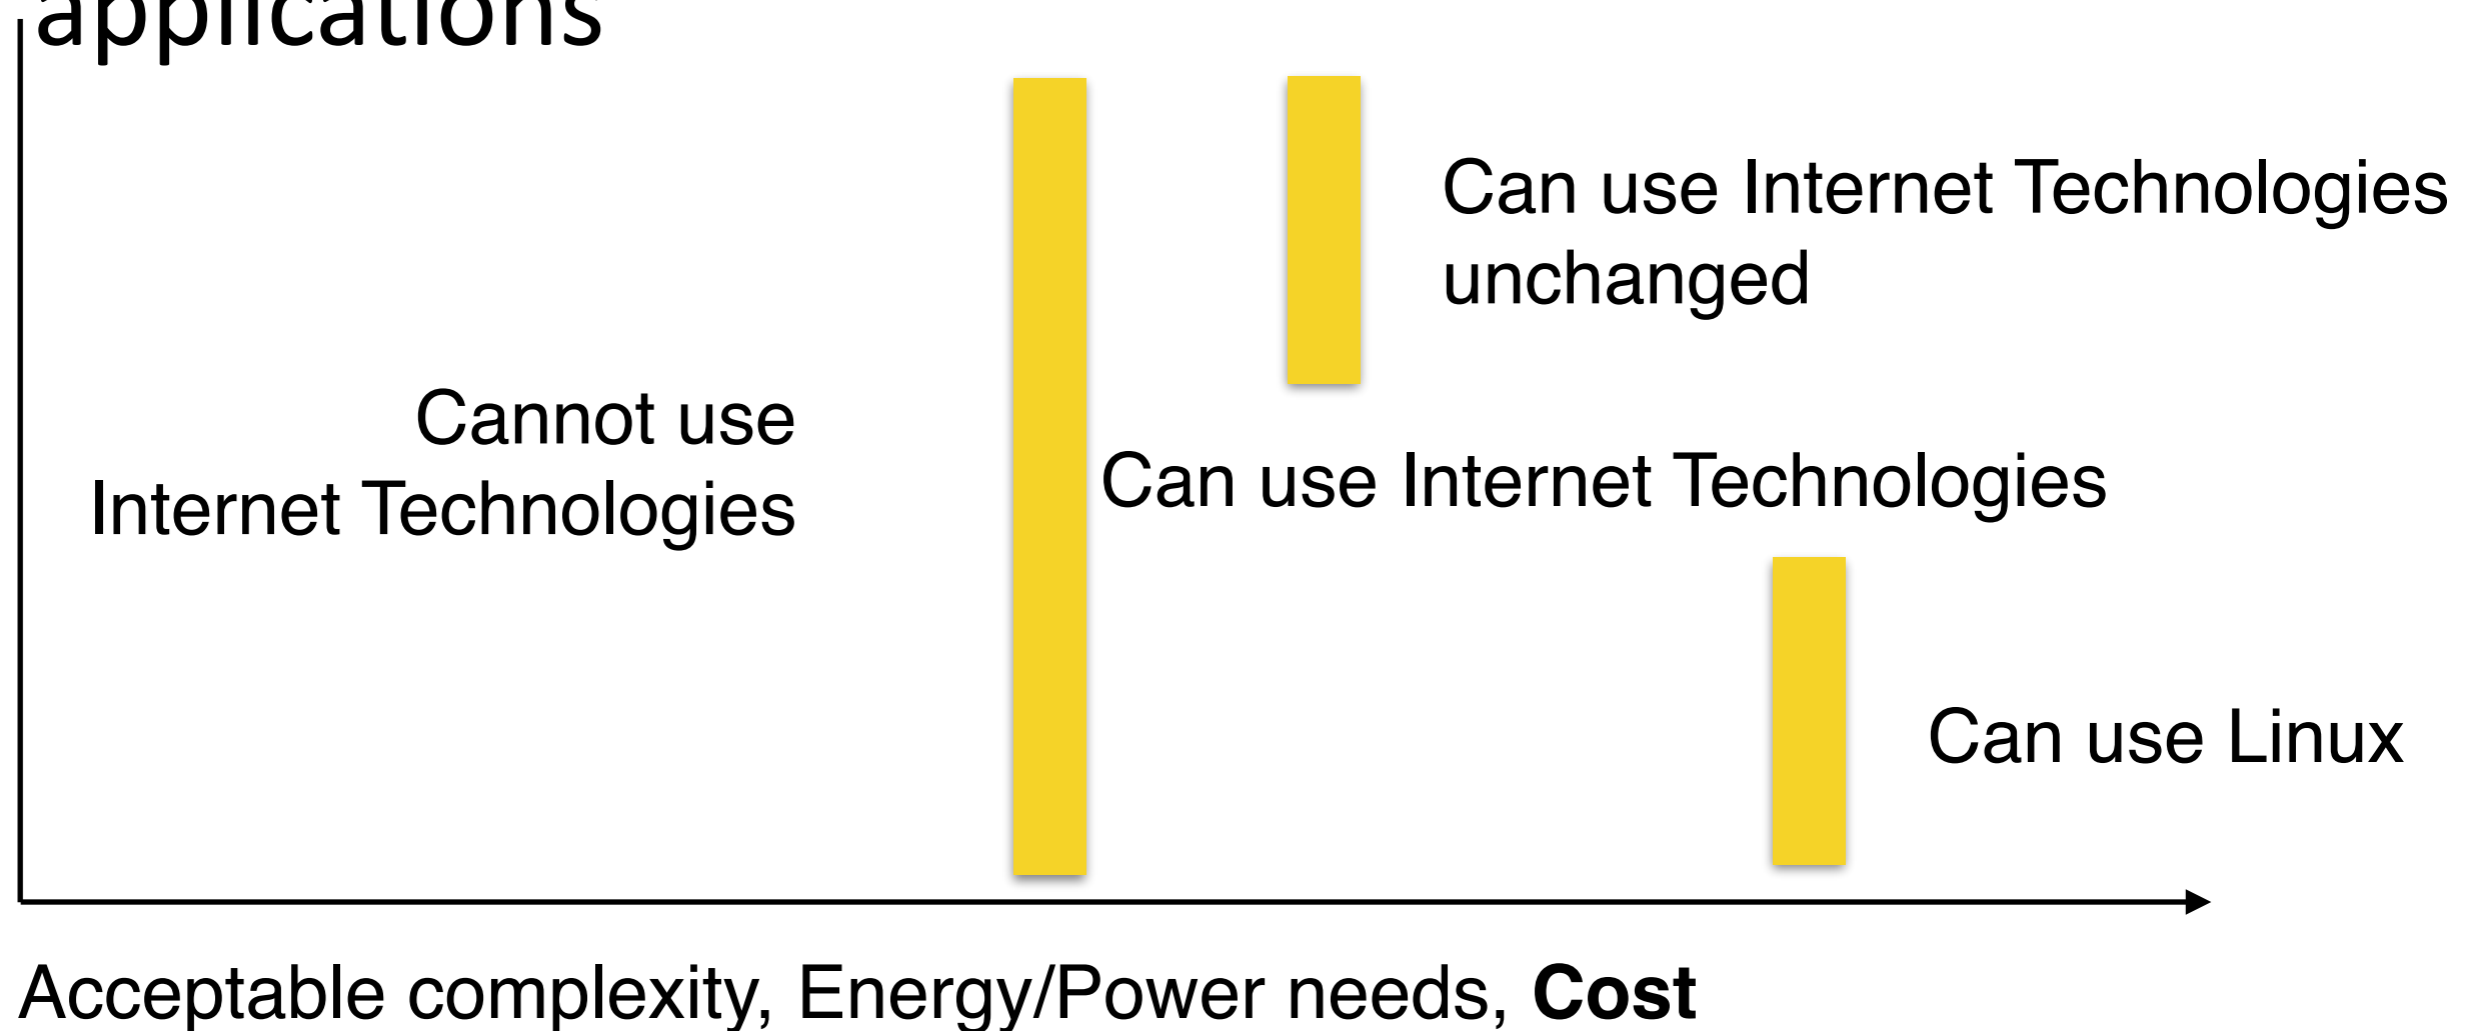 applications
Can use Internet Technologies
unchanged
Cannot use
Internet Technologies
Can use Internet Technologies
Can use Linux
Acceptable complexity, Energy/Power needs, Cost